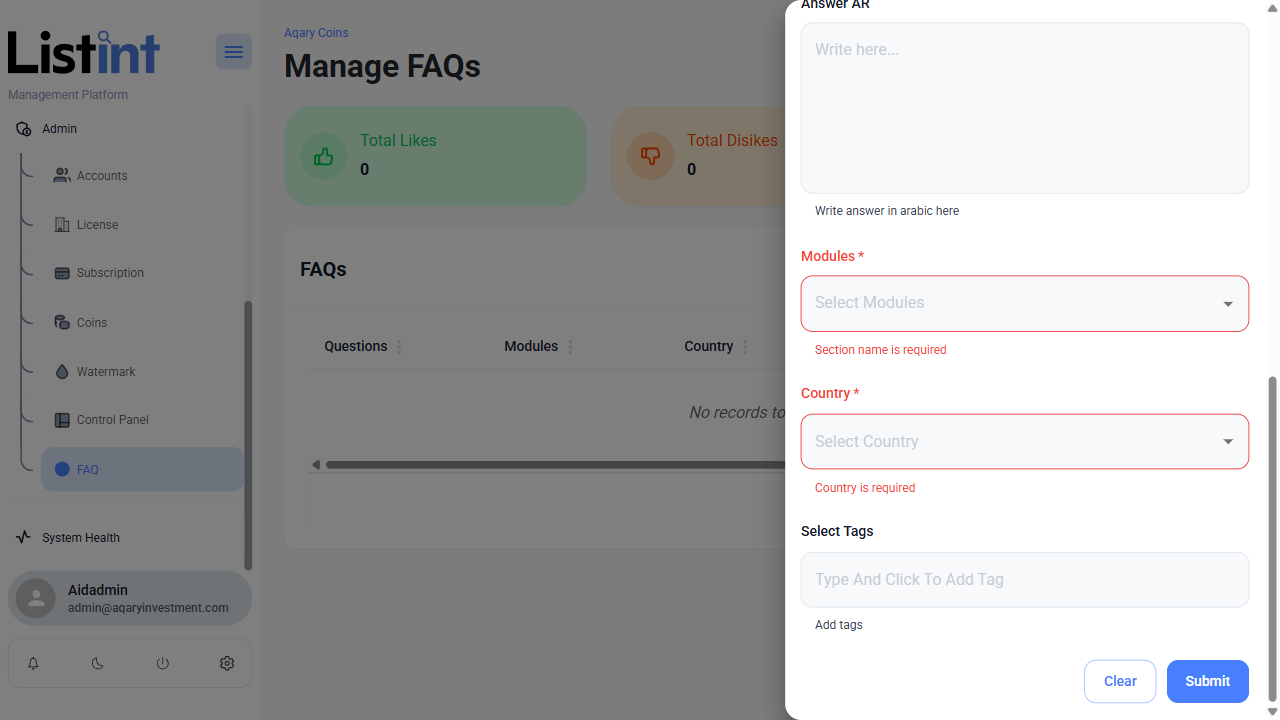 Listint
Management Platform
Admin
Accounts
License
Subscription
Coins
Watermark
Control Panel
FAQ
System Health
Aidadmin
admin@aqaryinvestment.com
Aqary Coins
Manage FAQs
Total Likes
0
Total Disikes
0
FAQs
Questions
Modules
Country
No records to
Answer AR
Write here...
Write answer in arabic here
Modules *
Select Modules
Section name is required
Country *
Select Country
Country is required
Select Tags
Type And Click To Add Tag
Add tags
Clear
Submit